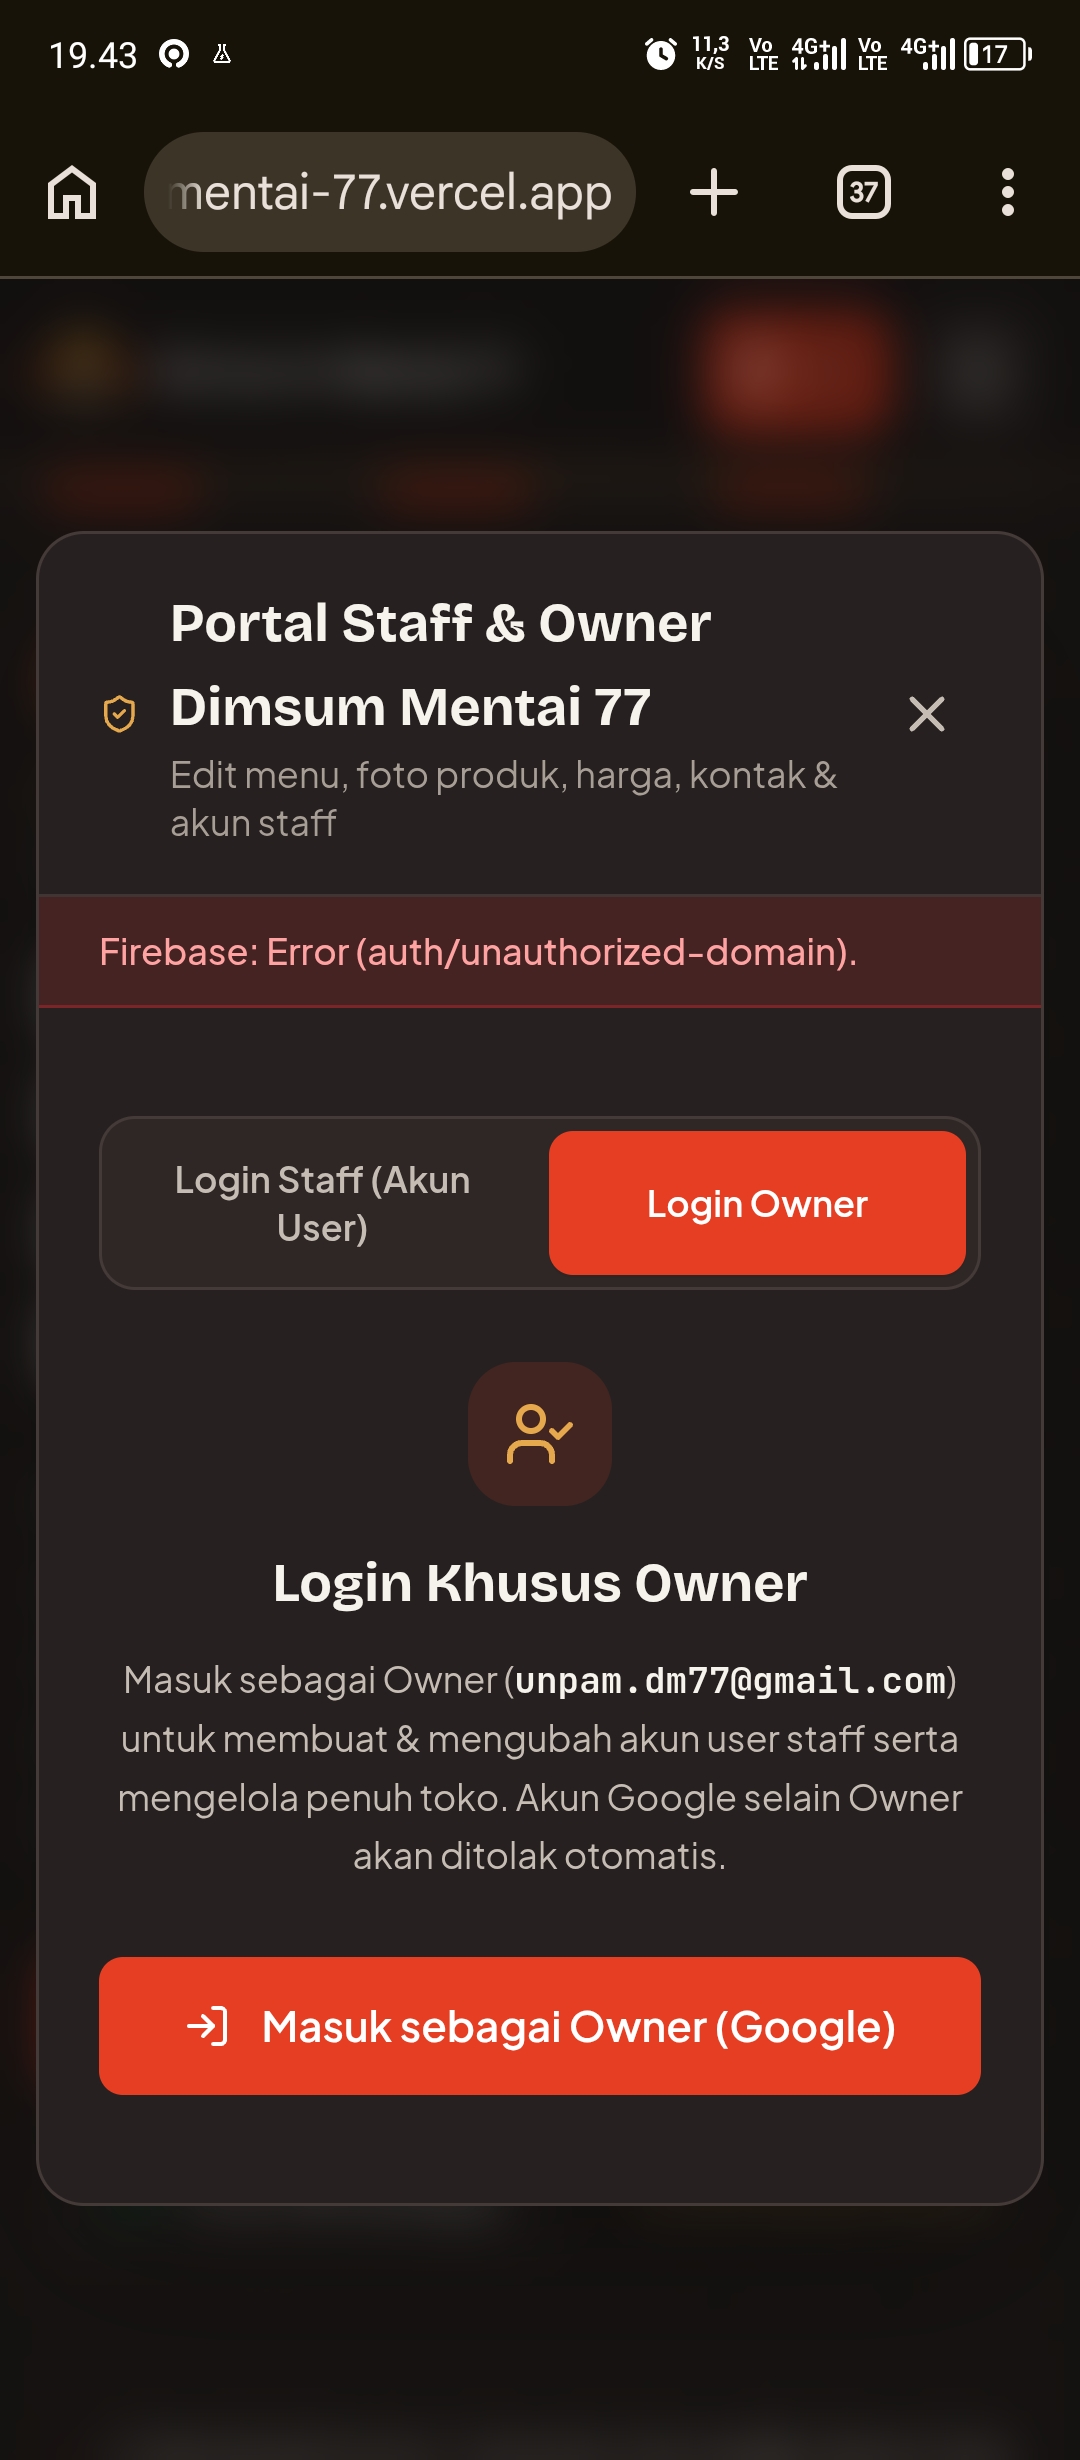 19.43
11,3 K/S
Vo LTE 4G+ Vo LTE 4G+ 17
mentai-77.vercel.app
37
Portal Staff & Owner
Dimsum Mentai 77
Edit menu, foto produk, harga, kontak &
akun staff
Firebase: Error (auth/unauthorized-domain).
Login Staff (Akun
User)
Login Owner
Login Khusus Owner
Masuk sebagai Owner (unpam.dm77@gmail.com)
untuk membuat & mengubah akun user staff serta
mengelola penuh toko. Akun Google selain Owner
akan ditolak otomatis.
Masuk sebagai Owner (Google)